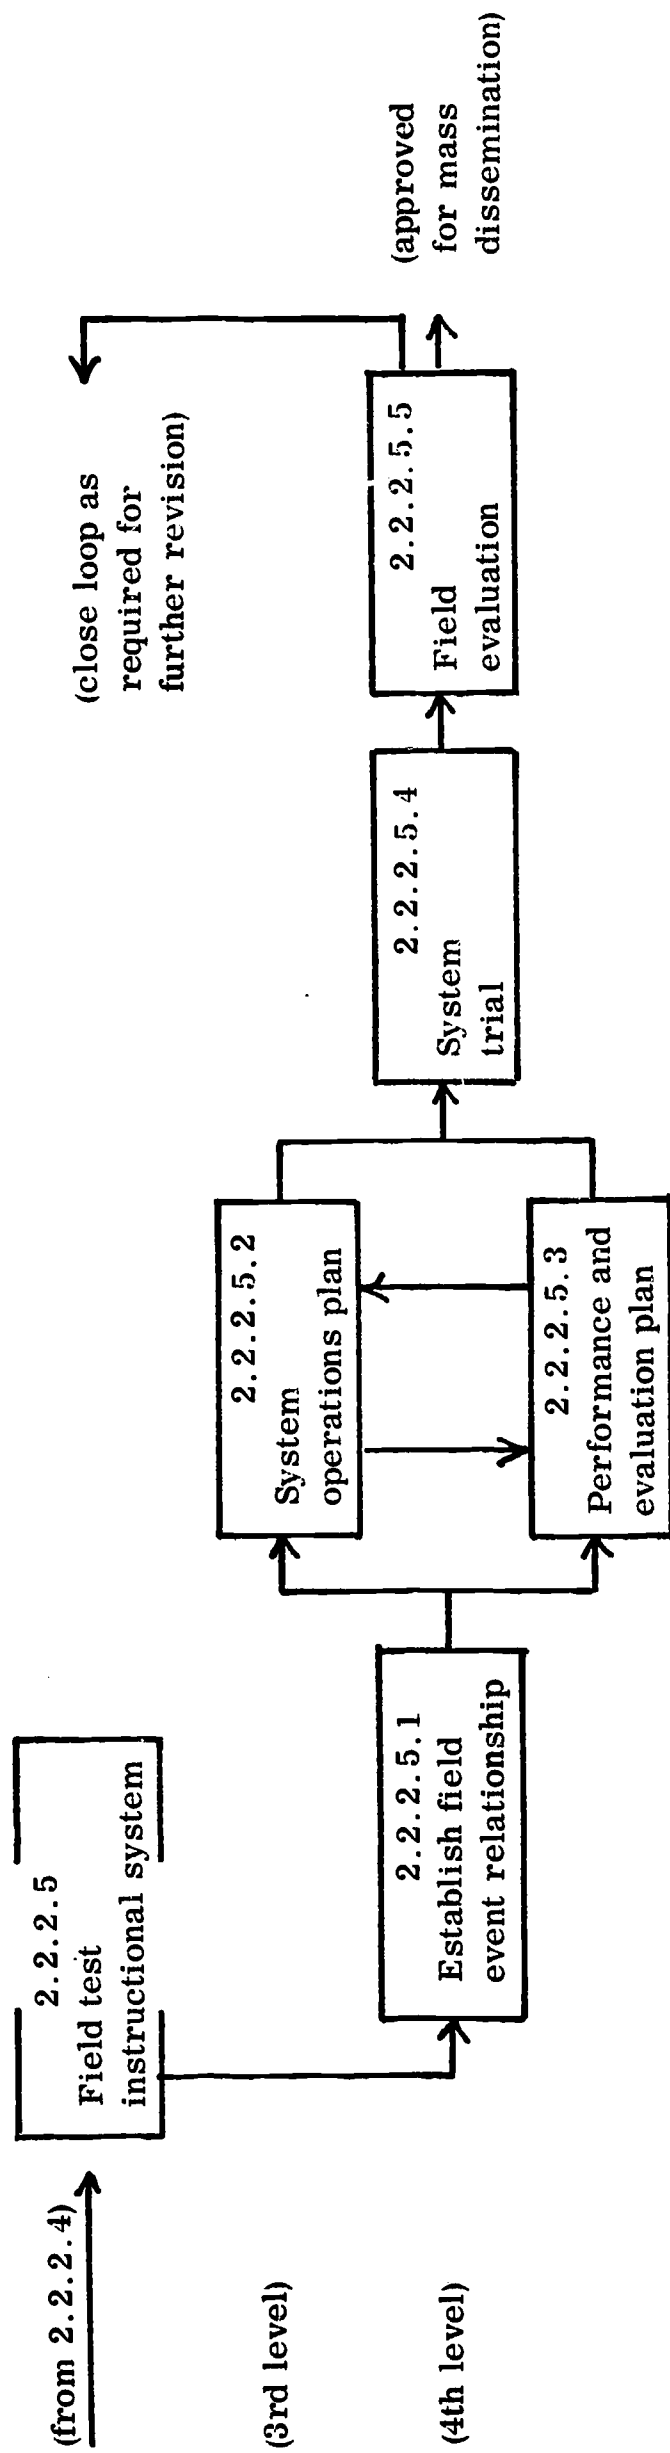 (from 2.2.2.4)
2.2.2.5
Field test
instructional system
(3rd level)
(4th level)
2.2.2.5.1
Establish field
event relationship
2.2.2.5.2
System
operations plan
2.2.2.5.3
Performance and
evaluation plan
2.2.2.5.4
System
trial
2.2.2.5.5
Field
evaluation
(close loop as
required for
further revision)
(approved
for mass
dissemination)